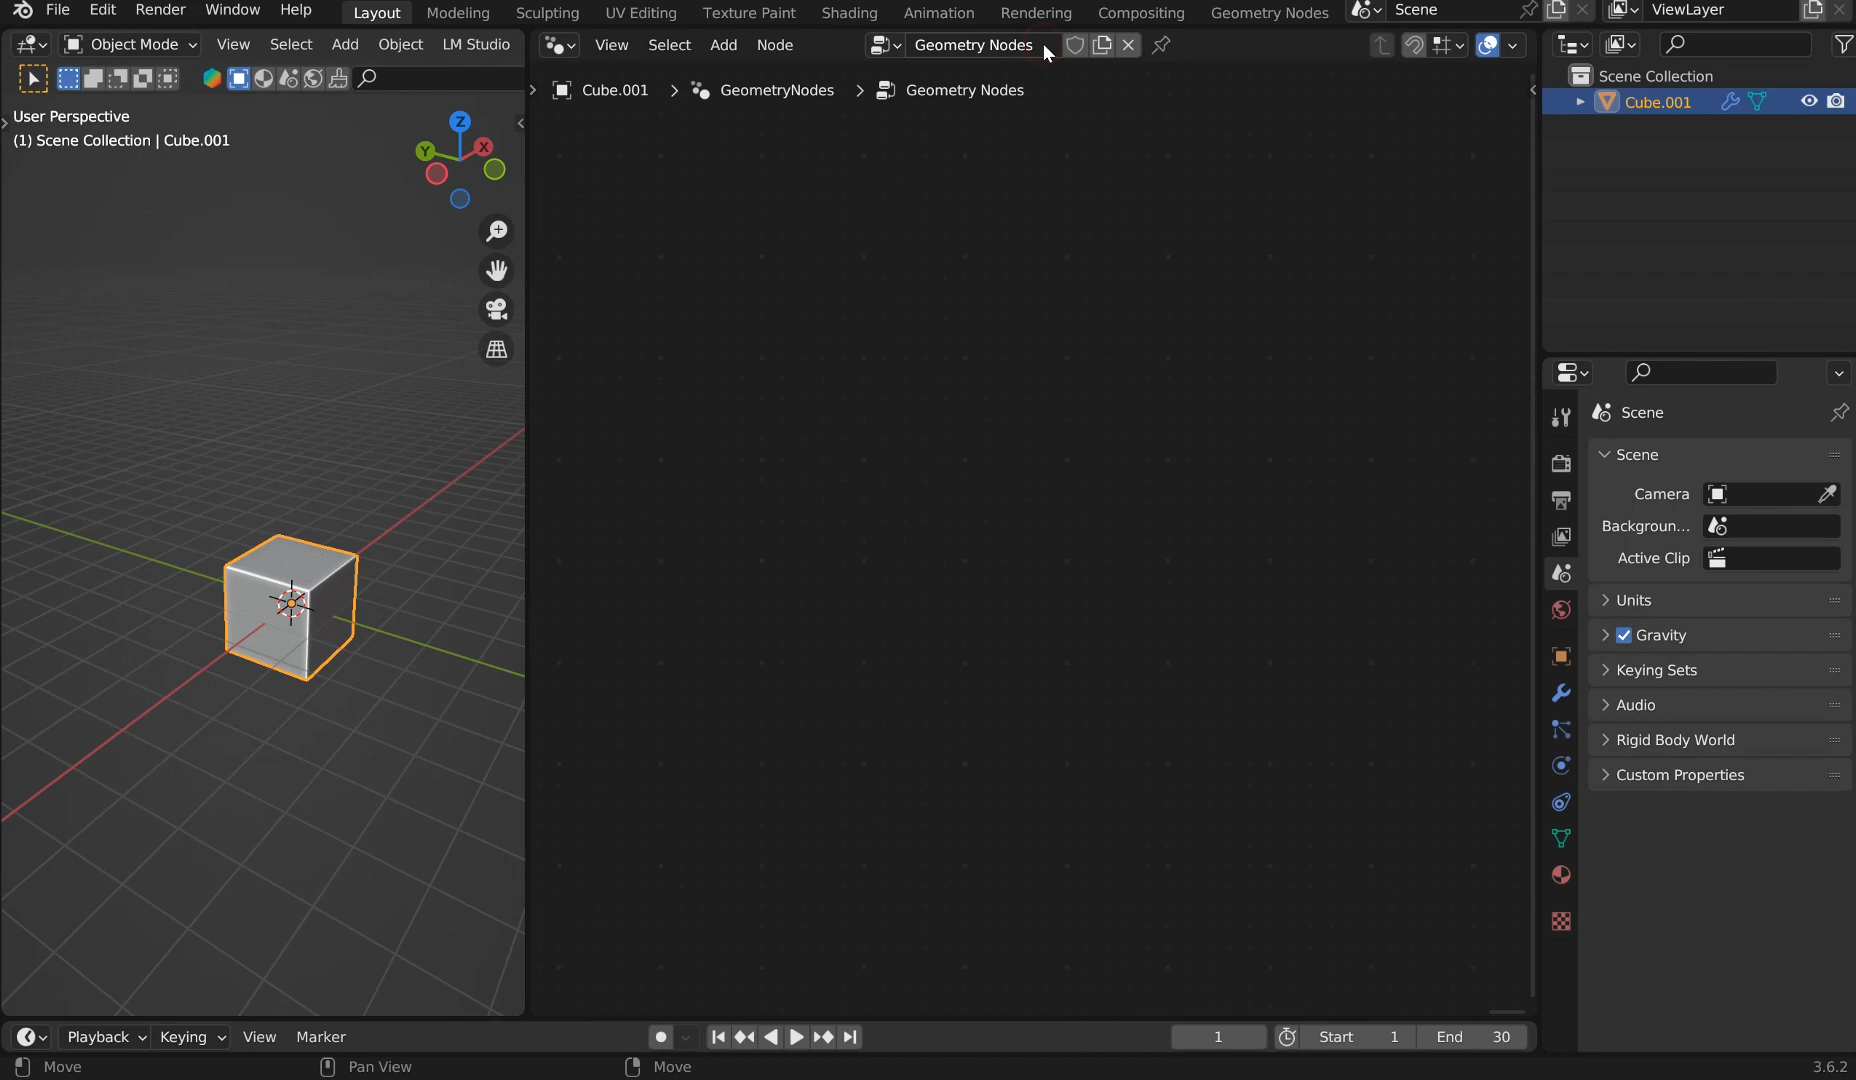 File Edit Render Window Help Layout Modeling Sculpting UV Editing Texture Paint Shading Animation Rendering Compositing Geometry Nodes Scene ViewLayer
Object Mode View Select Add Object LM Studio View Select Add Node Geometry Nodes
Cube.001 > GeometryNodes > Geometry Nodes
Scene Collection
Cube.001
User Perspective
(1) Scene Collection | Cube.001
Z
Y
X
Scene
Scene
Camera
Backgroun...
Active Clip
Units
Gravity
Keying Sets
Audio
Rigid Body World
Custom Properties
Playback Keying View Marker 1 Start 1 End 30
Move Pan View Move 3.6.2